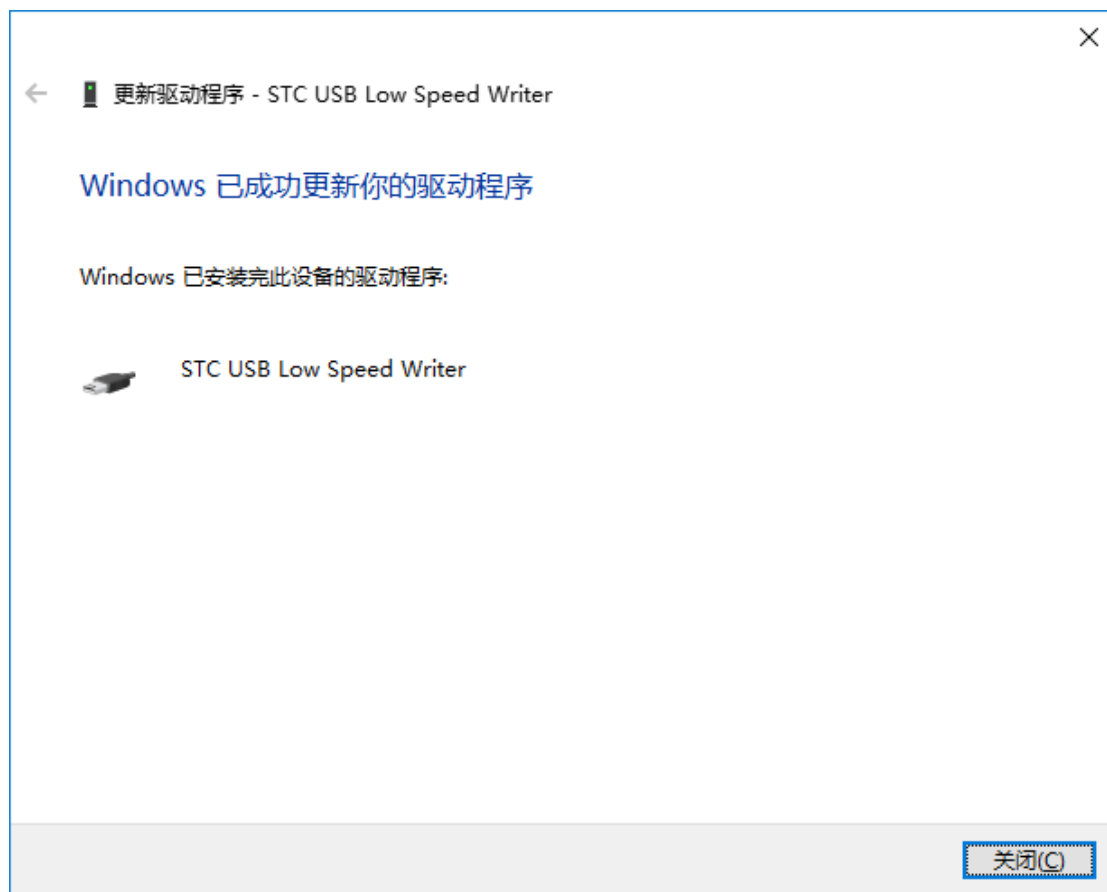 更新驱动程序 - STC USB Low Speed Writer
Windows 已成功更新你的驱动程序
Windows 已安装完此设备的驱动程序:
STC USB Low Speed Writer
关闭(C)